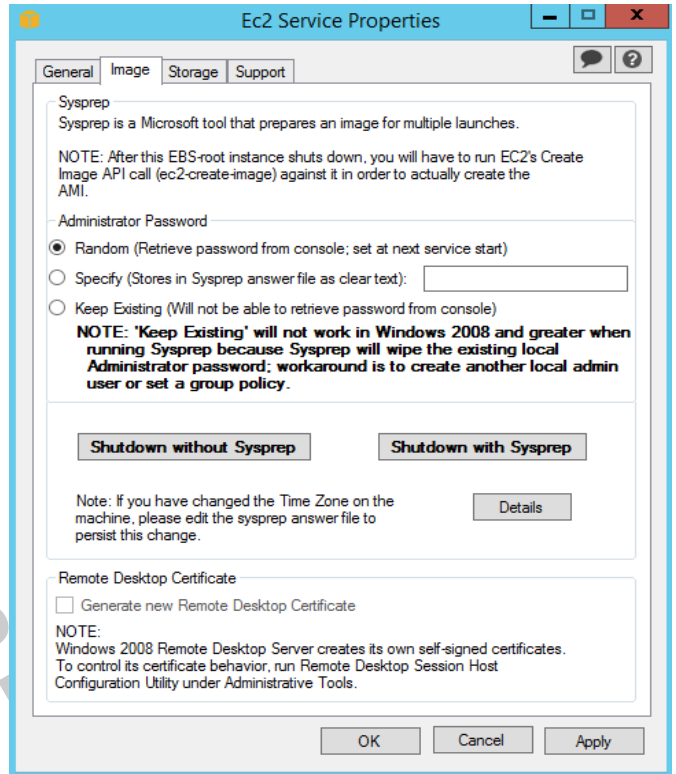 Ec2 Service Properties
General Image Storage Support
Sysprep
Sysprep is a Microsoft tool that prepares an image for multiple launches.
NOTE: After this EBS-root instance shuts down, you will have to run EC2's Create
Image API call (ec2-create-image) against it in order to actually create the
AMI.
Administrator Password
Random (Retrieve password from console; set at next service start)
Specify (Stores in Sysprep answer file as clear text):
Keep Existing (Will not be able to retrieve password from console)
NOTE: 'Keep Existing' will not work in Windows 2008 and greater when
running Sysprep because Sysprep will wipe the existing local
Administrator password; workaround is to create another local admin
user or set a group policy.
Shutdown without Sysprep Shutdown with Sysprep
Note: If you have changed the Time Zone on the
machine, please edit the sysprep answer file to
persist this change.
Details
Remote Desktop Certificate
Generate new Remote Desktop Certificate
NOTE:
Windows 2008 Remote Desktop Server creates its own self-signed certificates.
To control its certificate behavior, run Remote Desktop Session Host
Configuration Utility under Administrative Tools.
OK Cancel Apply